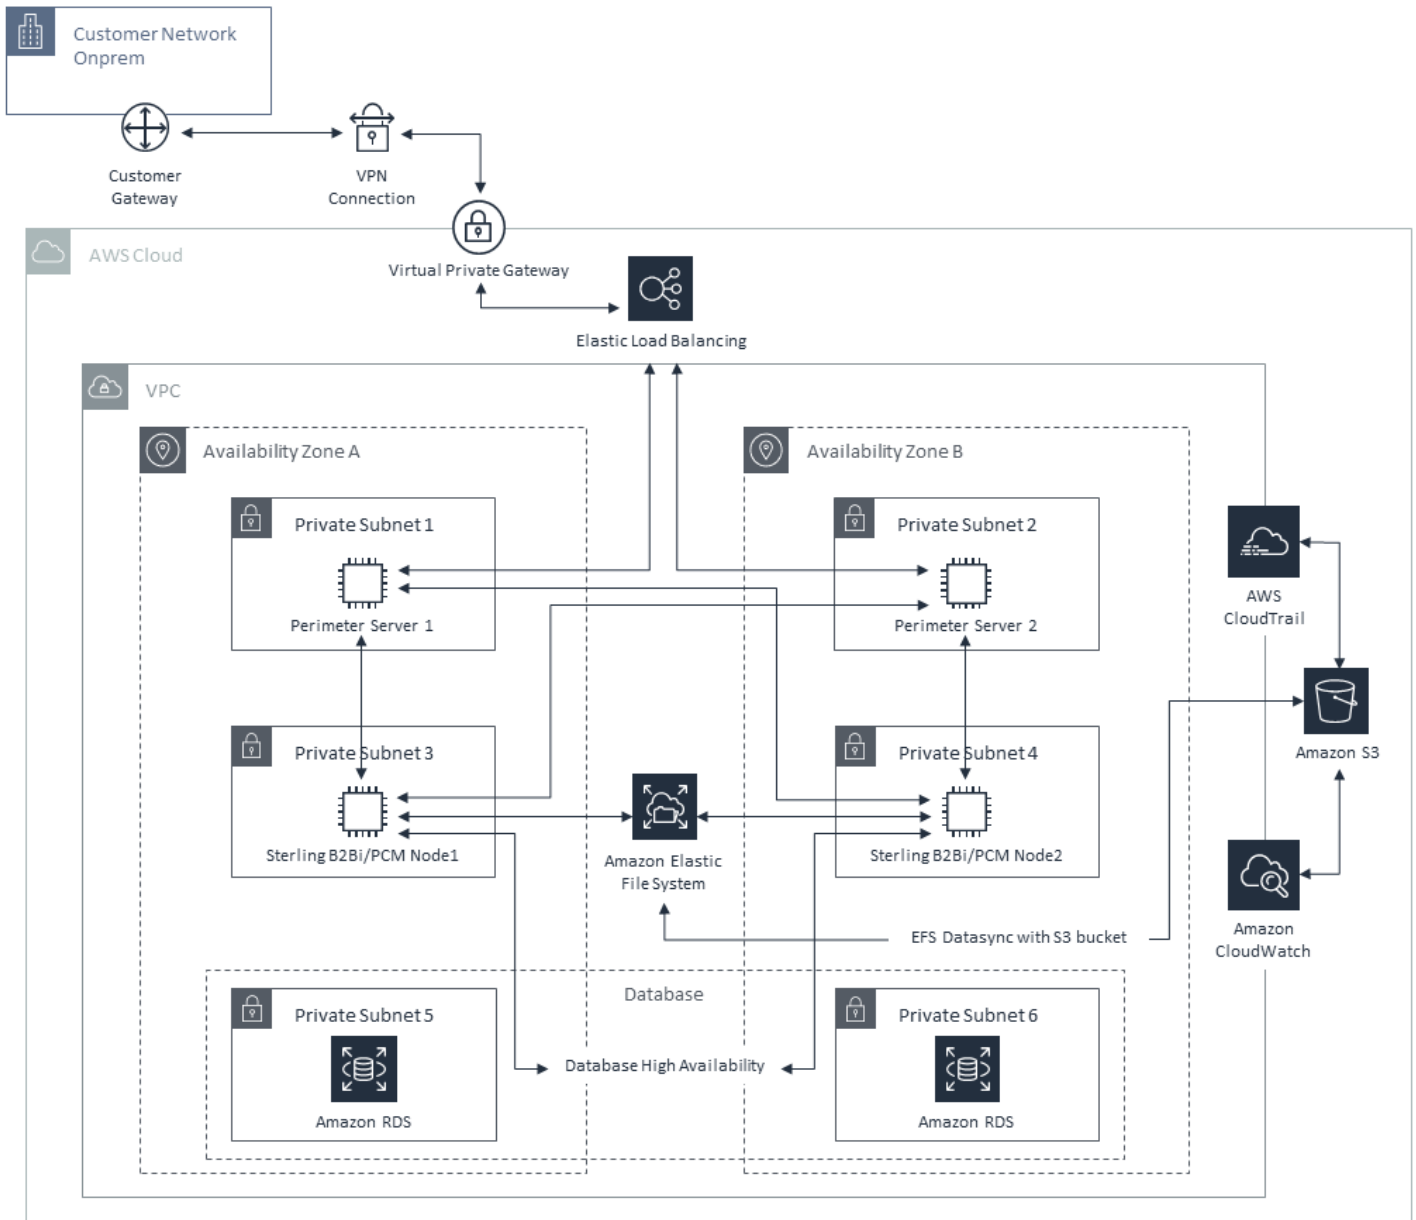 Customer Network
Onprem
Customer
Gateway
VPN
Connection
AWS Cloud
Virtual Private Gateway
Elastic Load Balancing
VPC
Availability Zone A
Availability Zone B
Private Subnet 1
Perimeter Server 1
Private Subnet 2
Perimeter Server 2
AWS
CloudTrail
Private Subnet 3
Sterling B2Bi/PCM Node1
Amazon Elastic
File System
Private Subnet 4
Sterling B2Bi/PCM Node2
Amazon S3
EFS Datasync with S3 bucket
Amazon
CloudWatch
Database
Private Subnet 5
Amazon RDS
Database High Availability
Private Subnet 6
Amazon RDS